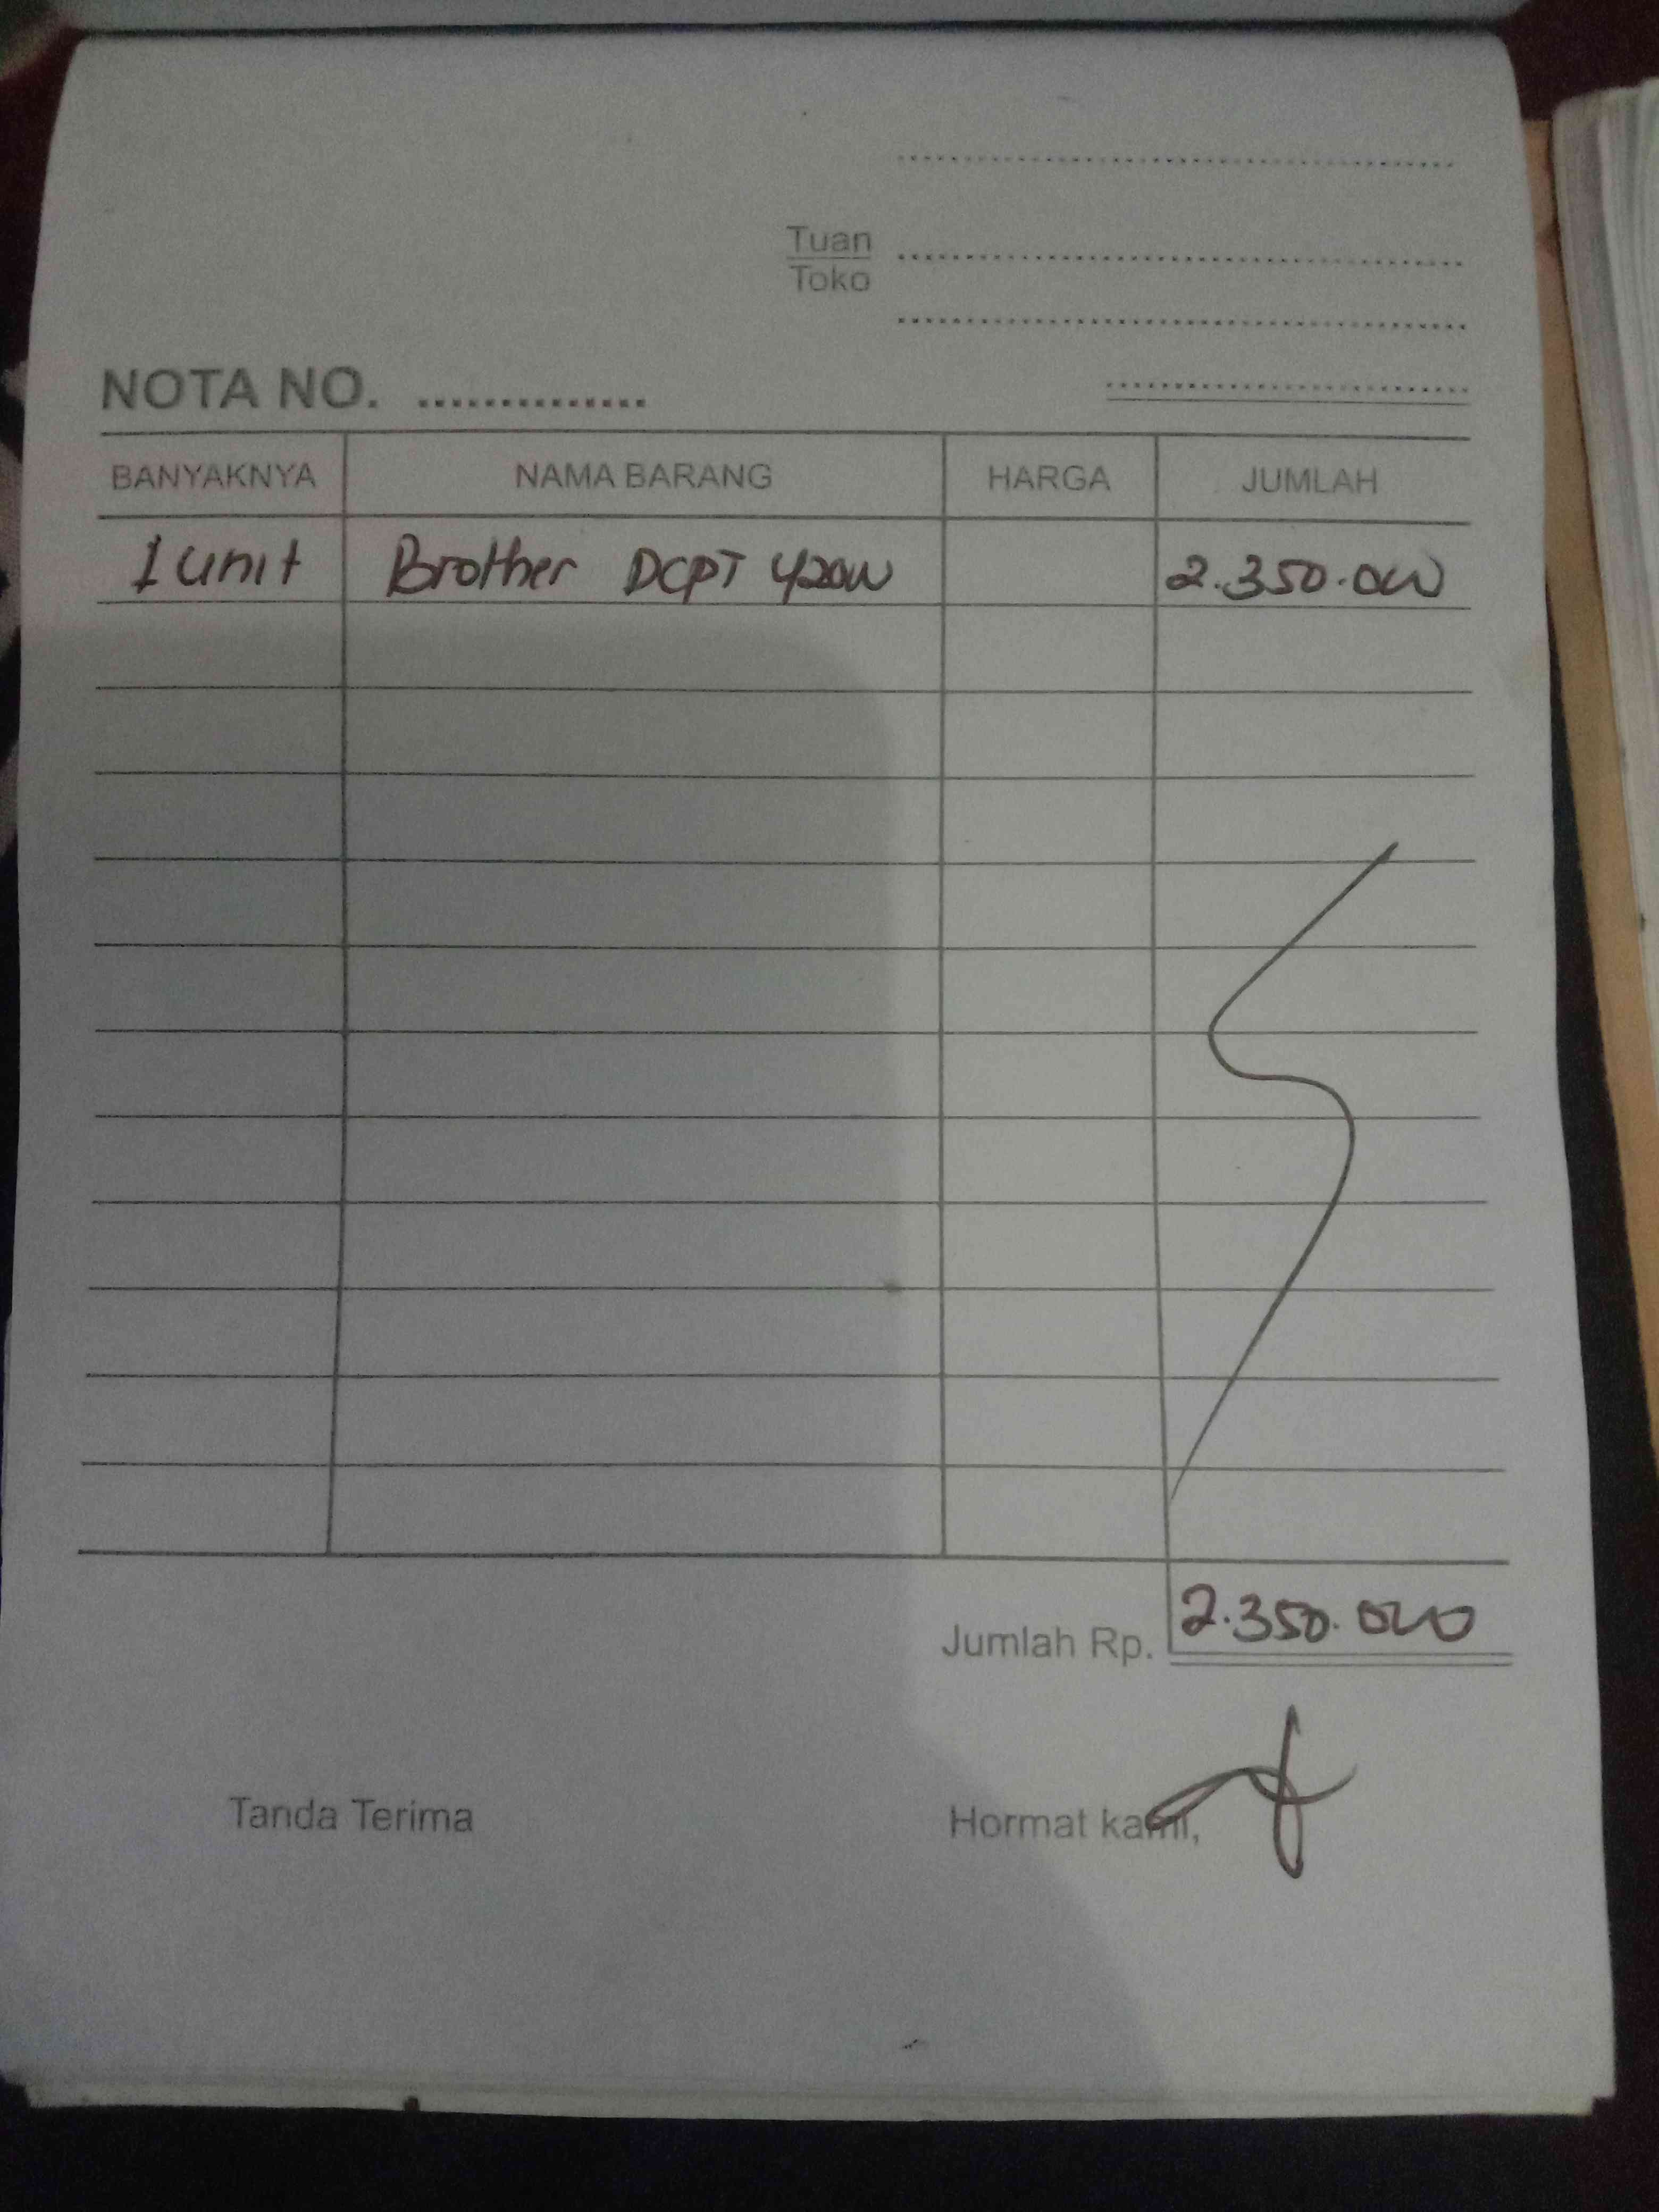 Tuan
Toko
NOTA NO. ..............
BANYAKNYA NAMA BARANG HARGA JUMLAH
1 unit Brother DCPT 420W 2.350.000
Jumlah Rp. 2.350.000
Tanda Terima Hormat kami,